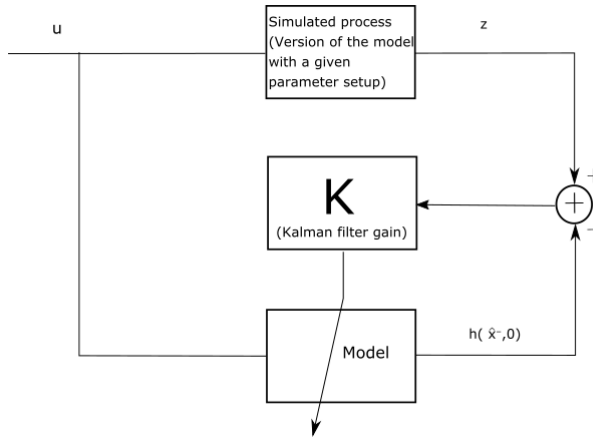 u
z
Simulated process
(Version of the model
with a given
parameter setup)
K
(Kalman filter gain)
+
Model
h( x̂⁻,0)